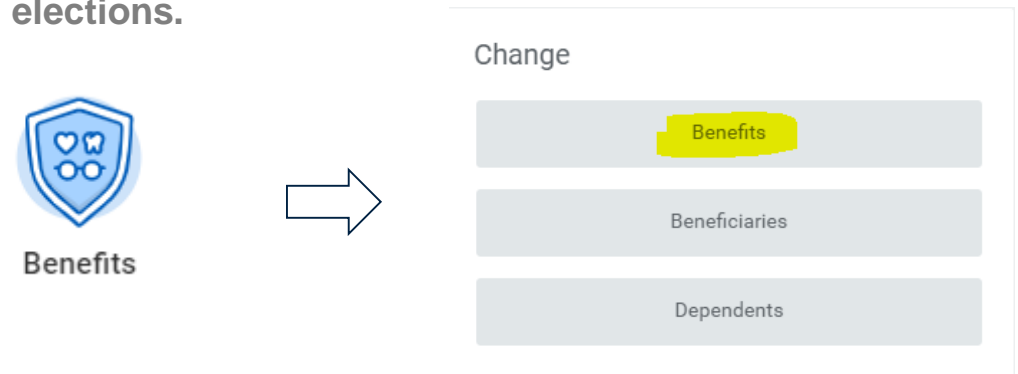 elections.
Change
Benefits
Beneficiaries
Dependents
Benefits